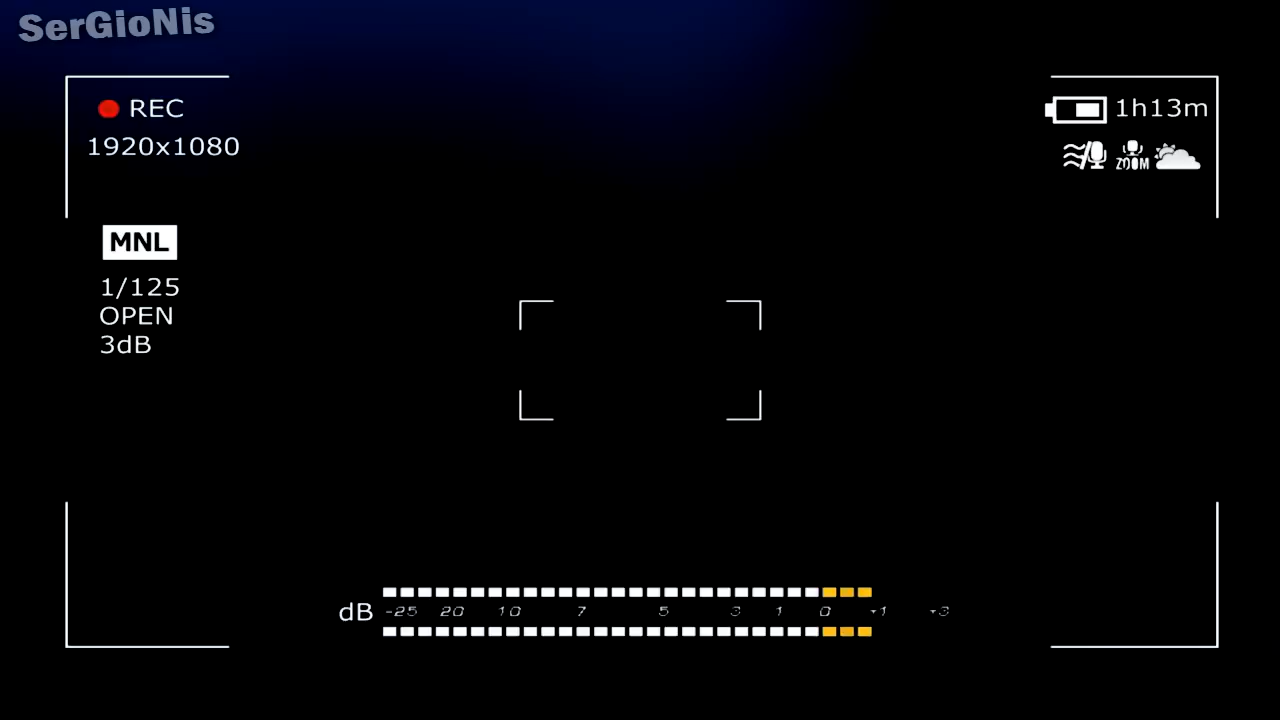 SerGioNis
REC
1h13m
1920x1080
ZOOM
MNL
1/125
OPEN
3dB
dB -25 20 10 7 5 3 1 0 +1 +3